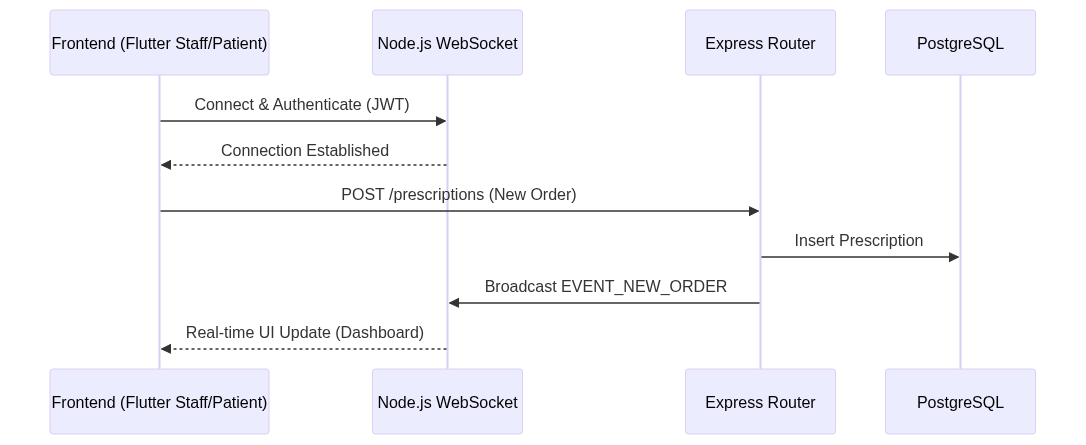 Frontend (Flutter Staff/Patient)
Node.js WebSocket
Express Router
PostgreSQL
Connect & Authenticate (JWT)
Connection Established
POST /prescriptions (New Order)
Insert Prescription
Broadcast EVENT_NEW_ORDER
Real-time UI Update (Dashboard)
Frontend (Flutter Staff/Patient)
Node.js WebSocket
Express Router
PostgreSQL